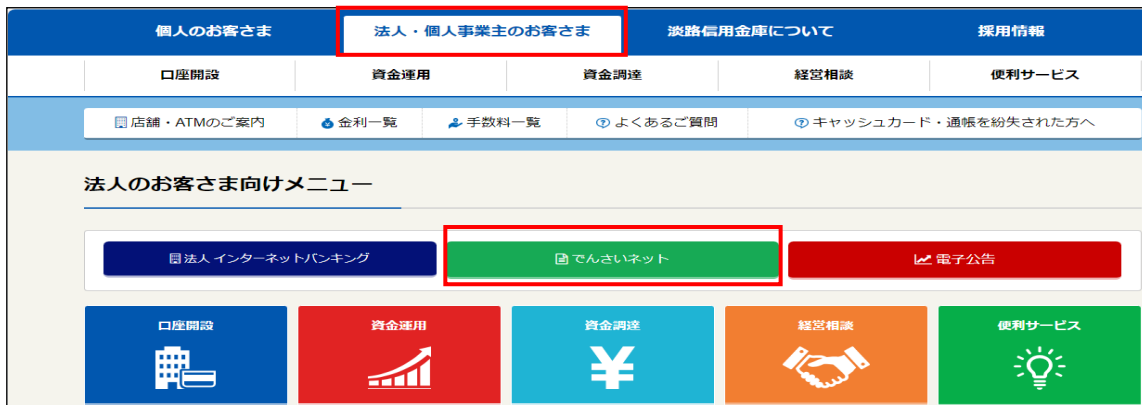 個人のお客さま 法人・個人事業主のお客さま 淡路信用金庫について 採用情報
口座開設 資金運用 資金調達 経営相談 便利サービス
店舗・ATMのご案内 金利一覧 手数料一覧 よくあるご質問 キャッシュカード・通帳を紛失された方へ
法人のお客さま向けメニュー
法人インターネットバンキング でんさいネット 電子公告
口座開設 資金運用 資金調達 経営相談 便利サービス